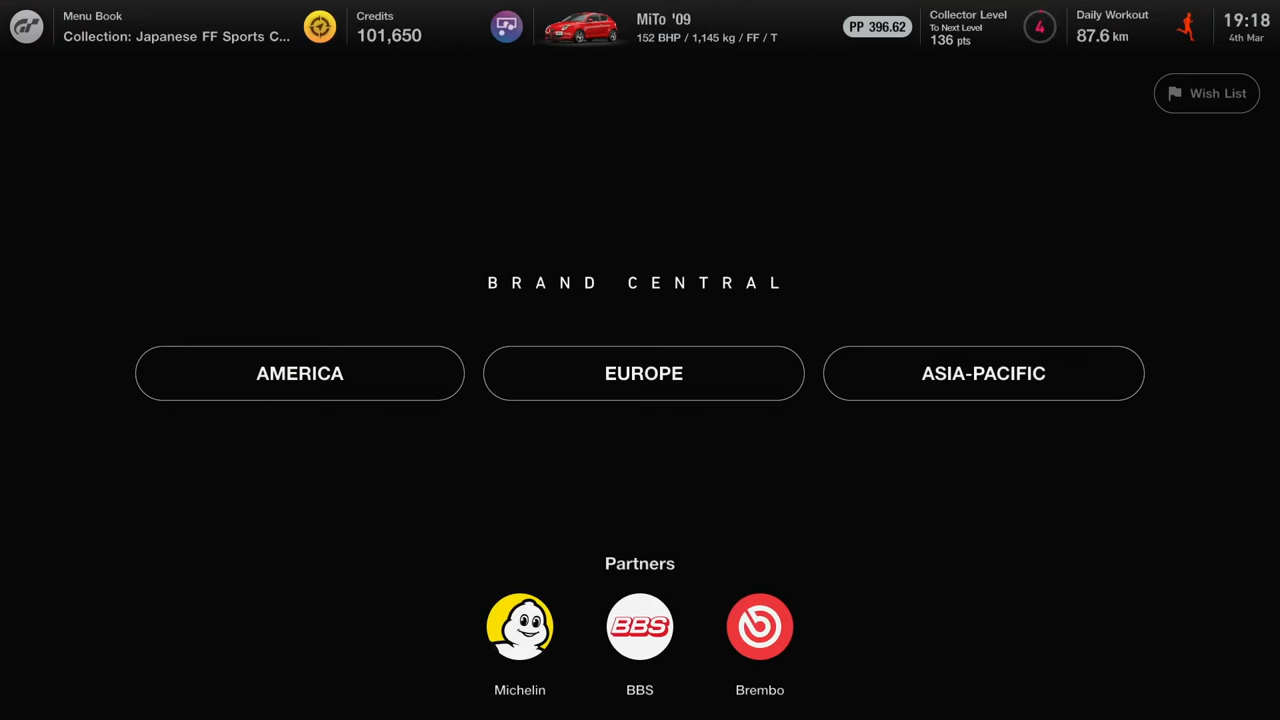 Menu Book
Collection: Japanese FF Sports C...
Credits
101,650
MiTo '09
152 BHP / 1,145 kg / FF / T
PP 396.62
Collector Level
To Next Level
136 pts
4
Daily Workout
87.6 km
19:18
4th Mar
Wish List
BRAND CENTRAL
AMERICA
EUROPE
ASIA-PACIFIC
Partners
BBS
Michelin
BBS
Brembo